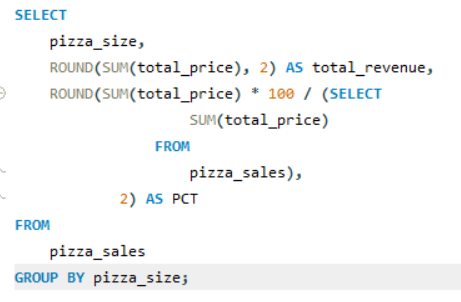 SELECT
    pizza_size,
    ROUND(SUM(total_price), 2) AS total_revenue,
    ROUND(SUM(total_price) * 100 / (SELECT
                    SUM(total_price)
                FROM
                    pizza_sales),
            2) AS PCT
FROM
    pizza_sales
GROUP BY pizza_size;